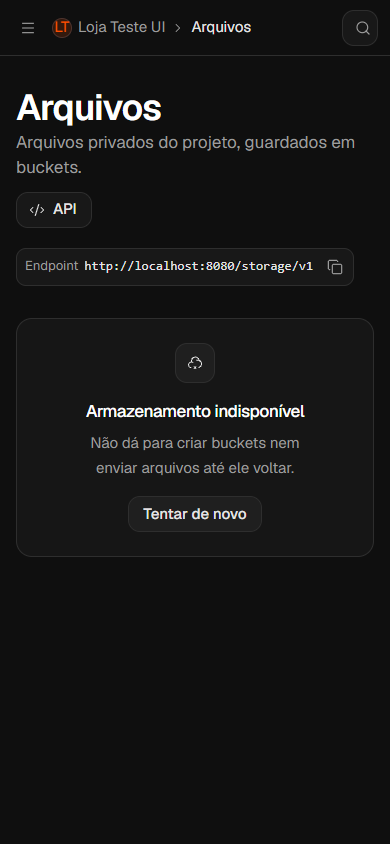 LT Loja Teste UI > Arquivos
Arquivos
Arquivos privados do projeto, guardados em
buckets.
</> API
Endpoint http://localhost:8080/storage/v1
Armazenamento indisponível
Não dá para criar buckets nem
enviar arquivos até ele voltar.
Tentar de novo